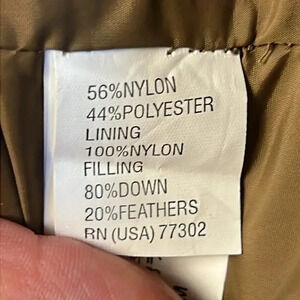 56%NYLON
44%POLYESTER
LINING
100%NYLON
FILLING
80%DOWN
20%FEATHERS
RN (USA) 77302